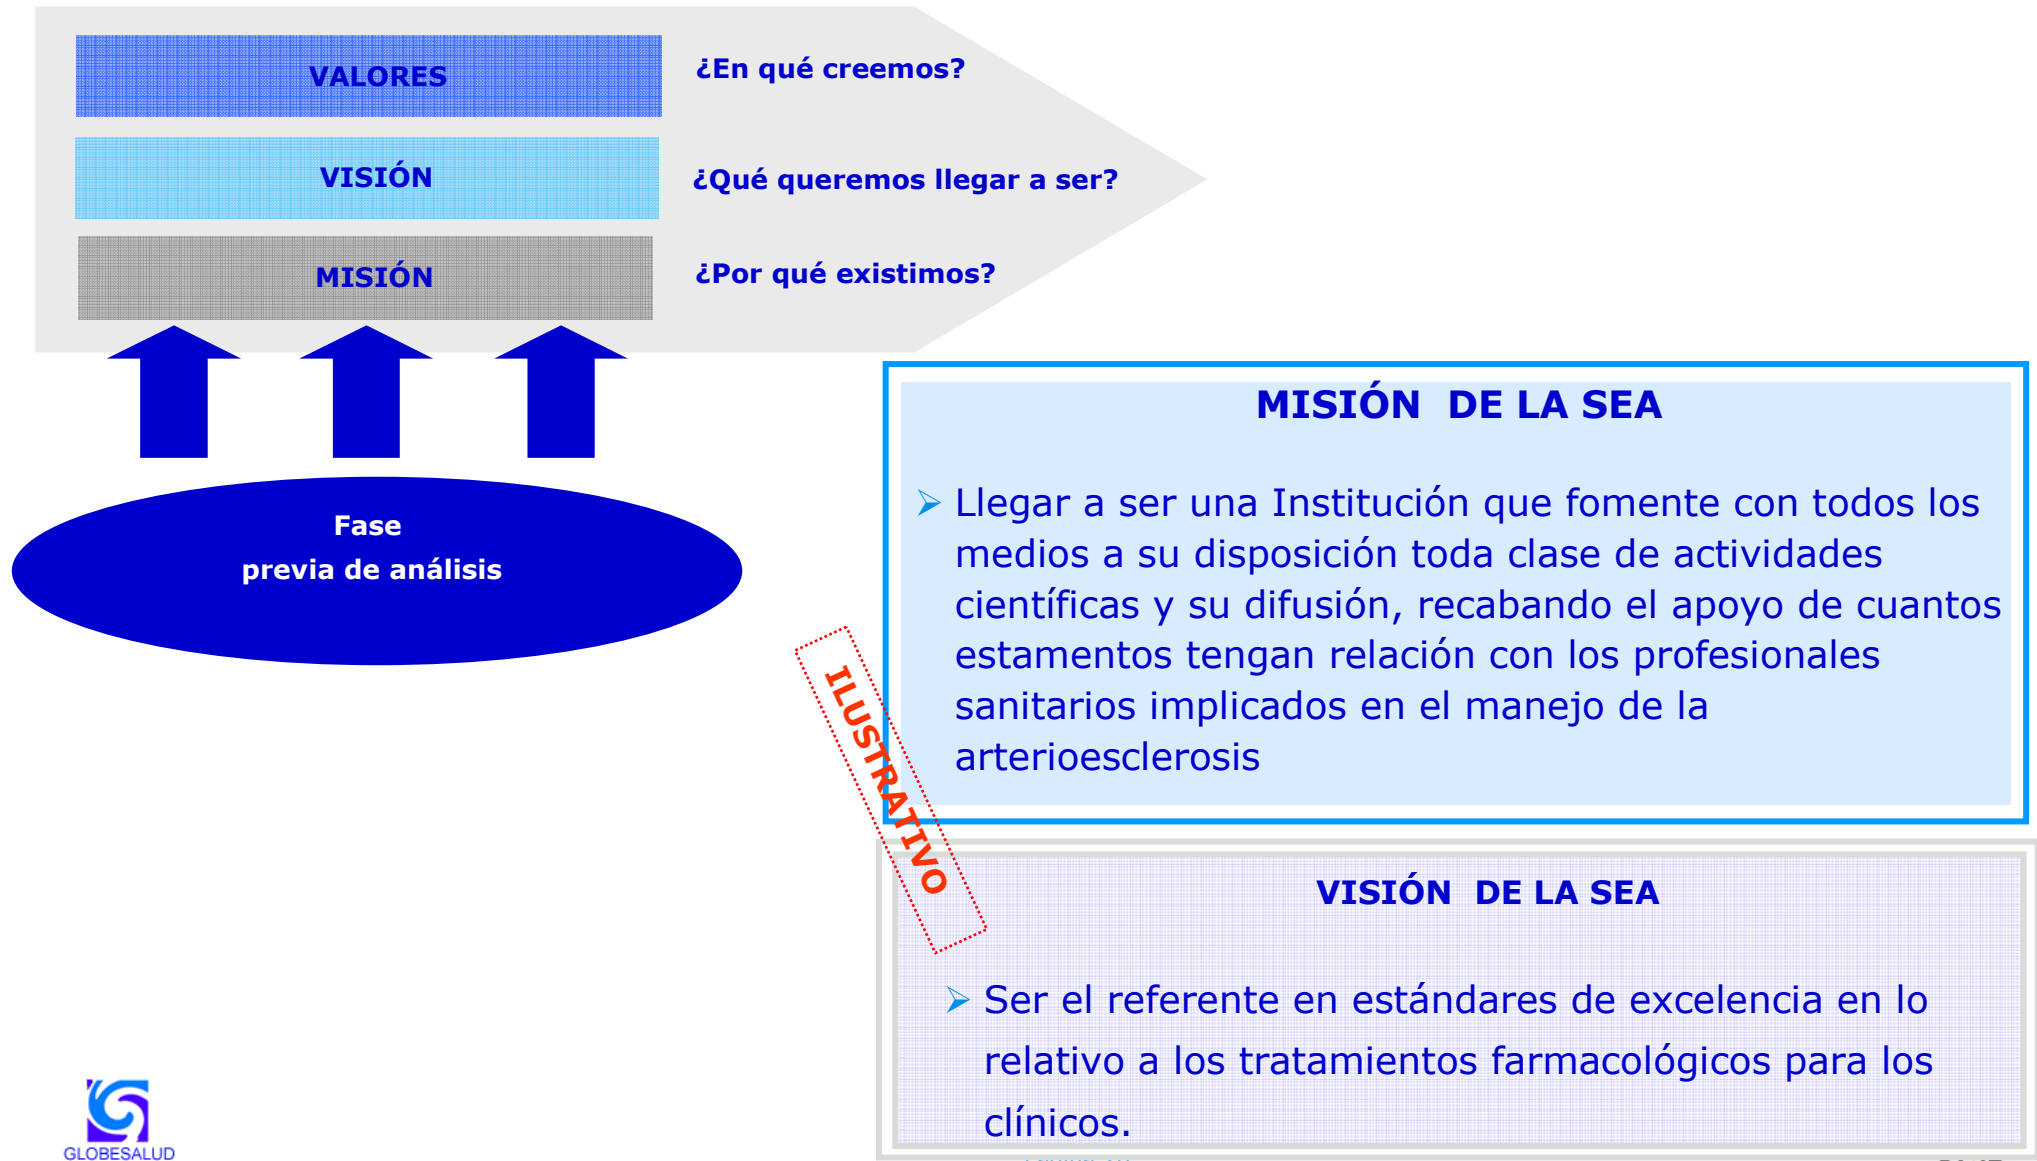 VALORES
¿En qué creemos?
VISIÓN
¿Qué queremos llegar a ser?
MISIÓN
¿Por qué existimos?
Fase
previa de análisis
MISIÓN DE LA SEA
Llegar a ser una Institución que fomente con todos los
medios a su disposición toda clase de actividades
científicas y su difusión, recabando el apoyo de cuantos
estamentos tengan relación con los profesionales
sanitarios implicados en el manejo de la
arterioesclerosis
ILUSTRATIVO
VISIÓN DE LA SEA
Ser el referente en estándares de excelencia en lo
relativo a los tratamientos farmacológicos para los
clínicos.
GLOBESALUD